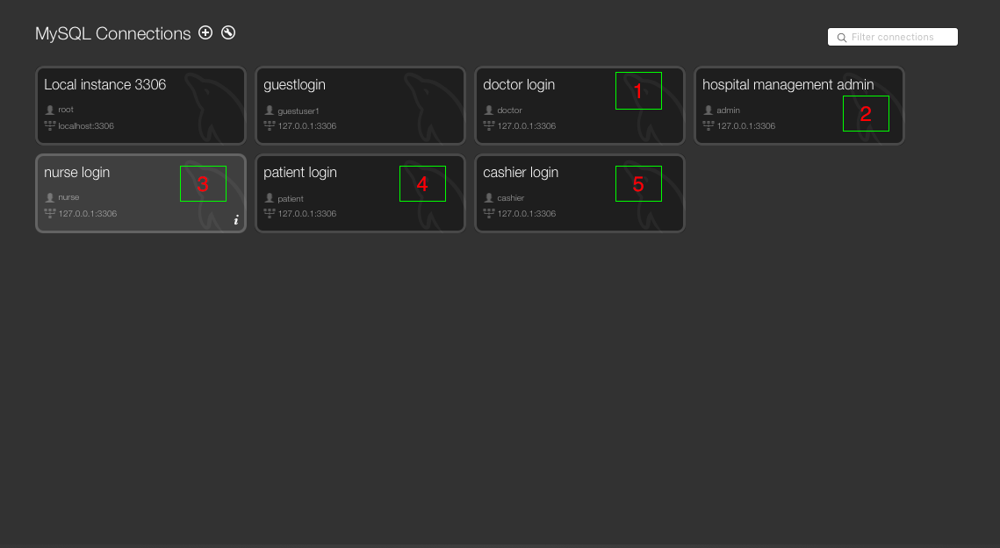 MySQL Connections
Filter connections
Local instance 3306
root
localhost:3306
guestlogin
guestuser1
127.0.0.1:3306
doctor login
1
doctor
127.0.0.1:3306
hospital management admin
2
admin
127.0.0.1:3306
nurse login
3
nurse
127.0.0.1:3306
i
patient login
4
patient
127.0.0.1:3306
cashier login
5
cashier
127.0.0.1:3306